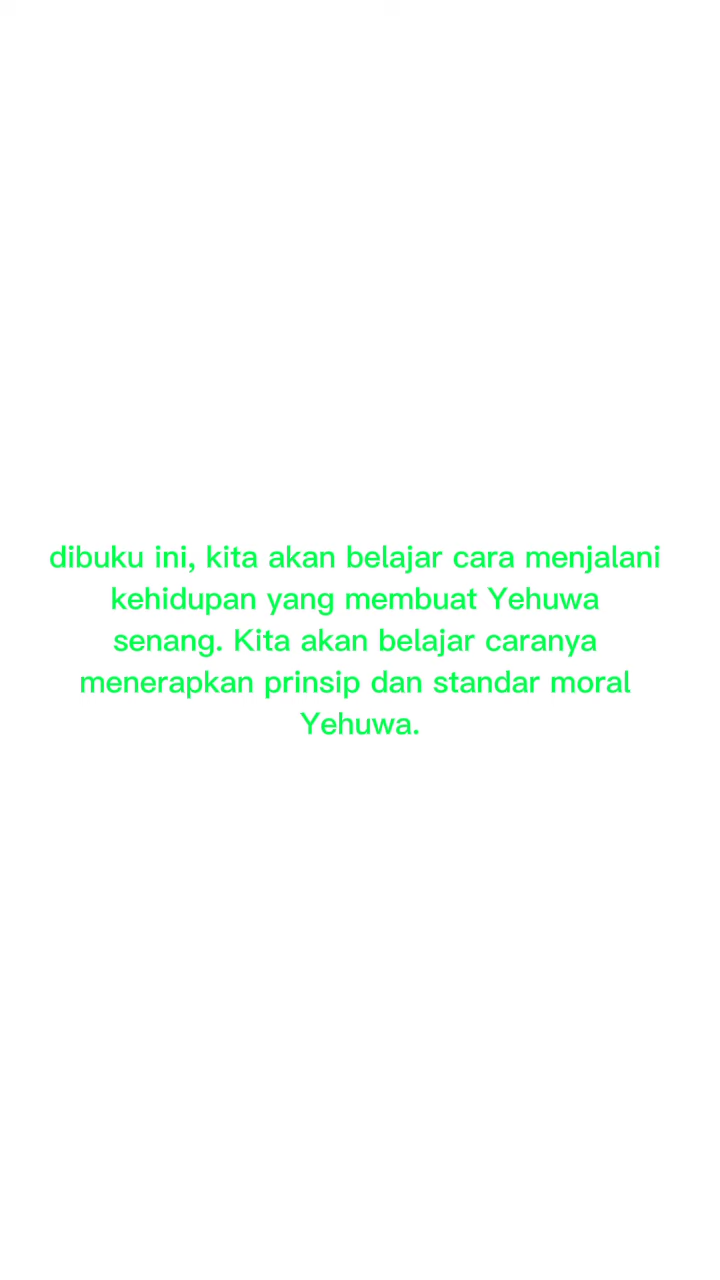 dibuku ini, kita akan belajar cara menjalani
kehidupan yang membuat Yehuwa
senang. Kita akan belajar caranya
menerapkan prinsip dan standar moral
Yehuwa.